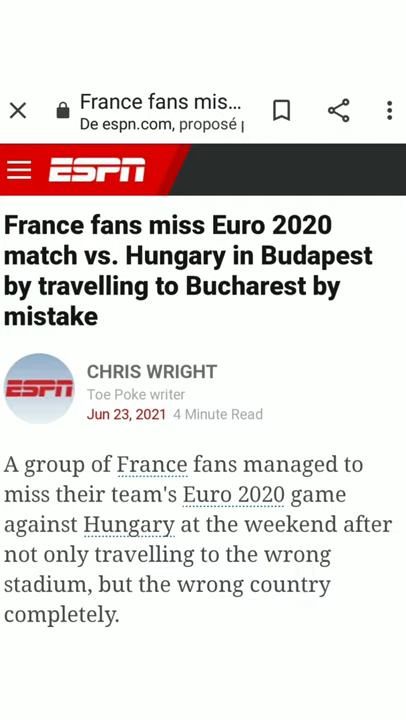 France fans mis...
De espn.com, proposé
ESPN
France fans miss Euro 2020
match vs. Hungary in Budapest
by travelling to Bucharest by
mistake
ESPN
CHRIS WRIGHT
Toe Poke writer
Jun 23, 2021 4 Minute Read
A group of France fans managed to
miss their team's Euro 2020 game
against Hungary at the weekend after
not only travelling to the wrong
stadium, but the wrong country
completely.